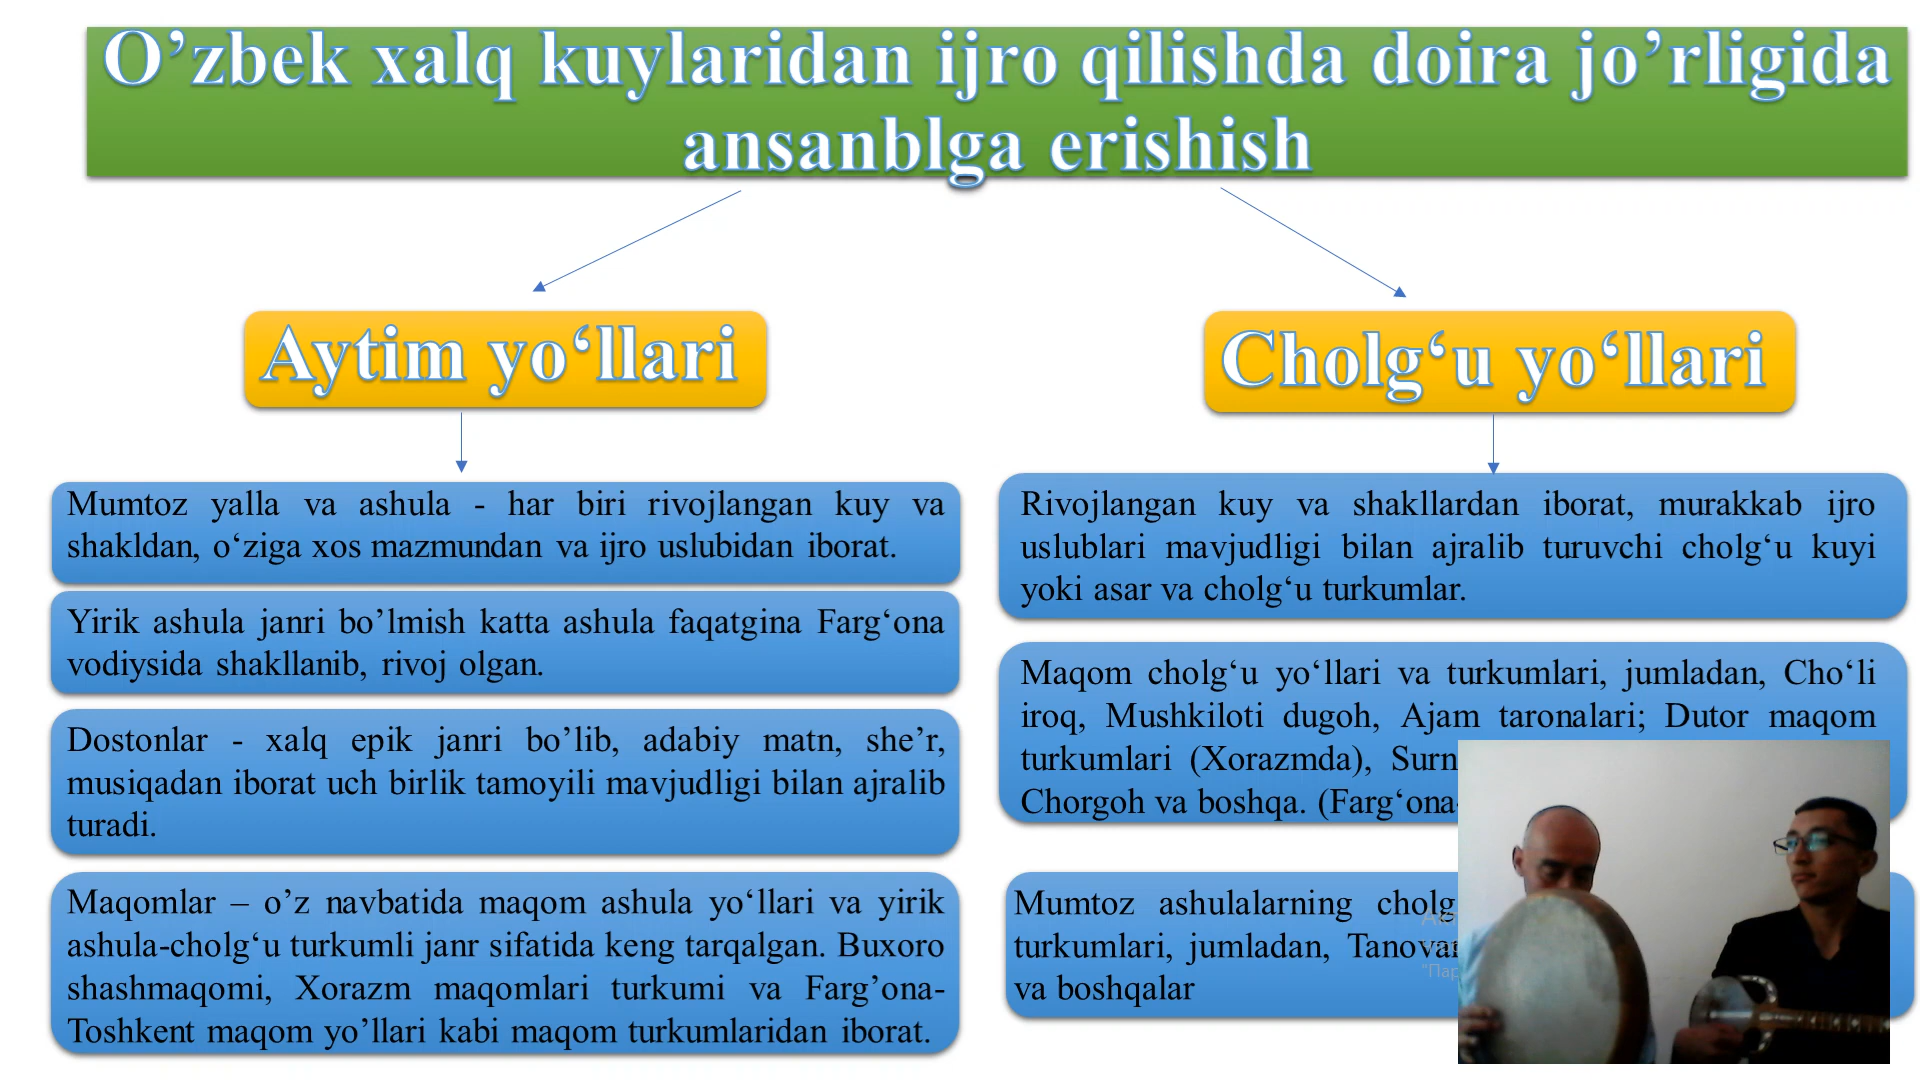 O’zbek xalq kuylaridan ijro qilishda doira jo’rligida
ansanblga erishish
Aytim yo‘llari
Cholg‘u yo‘llari
Mumtoz yalla va ashula - har biri rivojlangan kuy va
shakldan, o‘ziga xos mazmundan va ijro uslubidan iborat.
Yirik ashula janri bo’lmish katta ashula faqatgina Farg‘ona
vodiysida shakllanib, rivoj olgan.
Dostonlar - xalq epik janri bo’lib, adabiy matn, she’r,
musiqadan iborat uch birlik tamoyili mavjudligi bilan ajralib
turadi.
Maqomlar – o’z navbatida maqom ashula yo‘llari va yirik
ashula-cholg‘u turkumli janr sifatida keng tarqalgan. Buxoro
shashmaqomi, Xorazm maqomlari turkumi va Farg’ona-
Toshkent maqom yo’llari kabi maqom turkumlaridan iborat.
Rivojlangan kuy va shakllardan iborat, murakkab ijro
uslublari mavjudligi bilan ajralib turuvchi cholg‘u kuyi
yoki asar va cholg‘u turkumlar.
Maqom cholg‘u yo‘llari va turkumlari, jumladan, Cho‘li
iroq, Mushkiloti dugoh, Ajam taronalari; Dutor maqom
turkumlari (Xorazmda), Surn
Chorgoh va boshqa. (Farg‘ona-
Mumtoz ashulalarning cholg
turkumlari, jumladan, Tanovar
va boshqalar